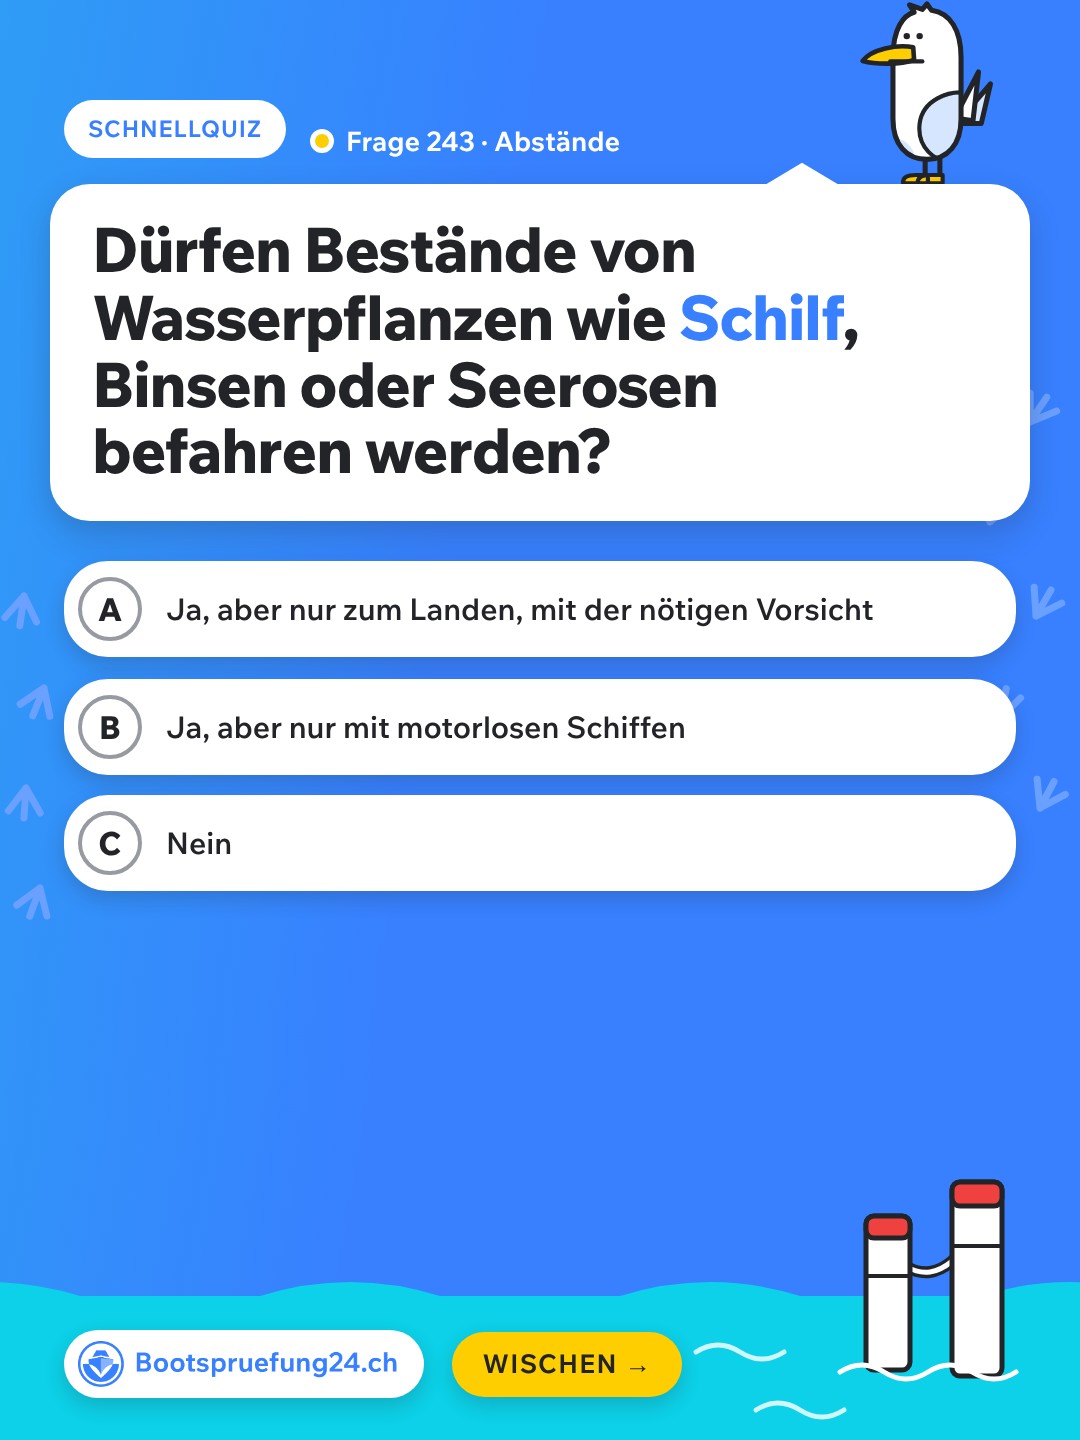 SCHNELLQUIZ
Frage 243 · Abstände
Dürfen Bestände von
Wasserpflanzen wie Schilf,
Binsen oder Seerosen
befahren werden?
A Ja, aber nur zum Landen, mit der nötigen Vorsicht
B Ja, aber nur mit motorlosen Schiffen
C Nein
Bootspruefung24.ch
WISCHEN →